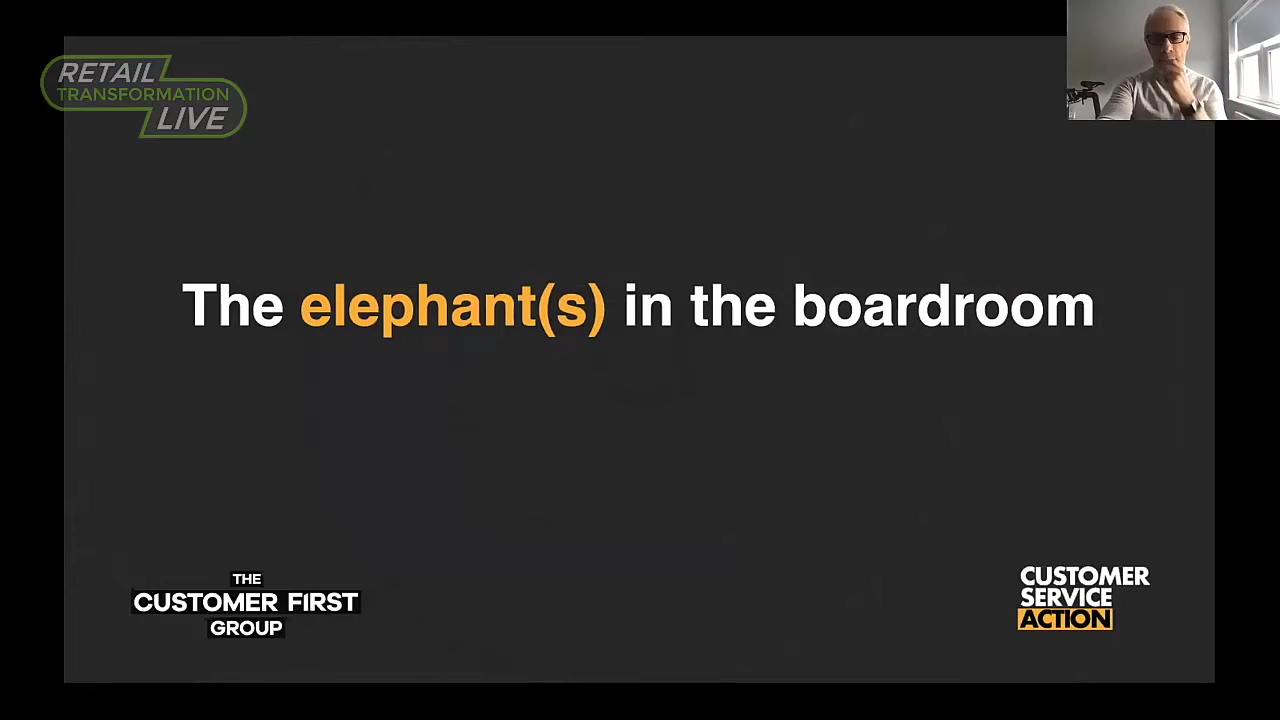 RETAIL
TRANSFORMATION
LIVE
The elephant(s) in the boardroom
THE
CUSTOMER FIRST
GROUP
CUSTOMER
SERVICE
ACTION